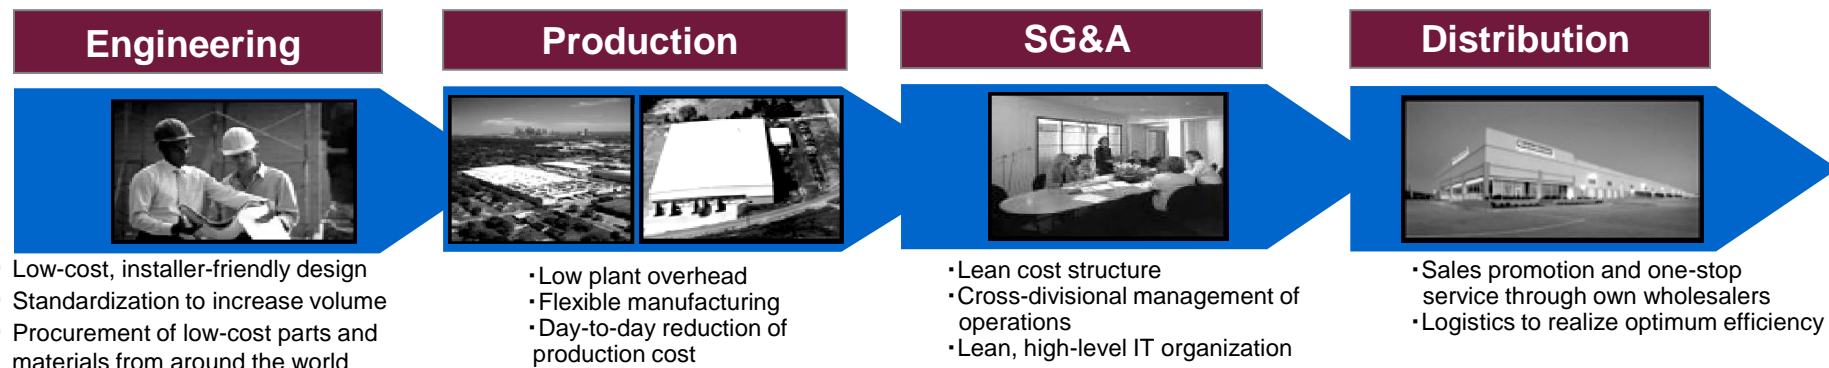 Engineering
Low-cost, installer-friendly design
Standardization to increase volume
Procurement of low-cost parts and
materials from around the world
Production
・Low plant overhead
・Flexible manufacturing
・Day-to-day reduction of
production cost
SG&A
・Lean cost structure
・Cross-divisional management of
operations
・Lean, high-level IT organization
Distribution
・Sales promotion and one-stop
service through own wholesalers
・Logistics to realize optimum efficiency